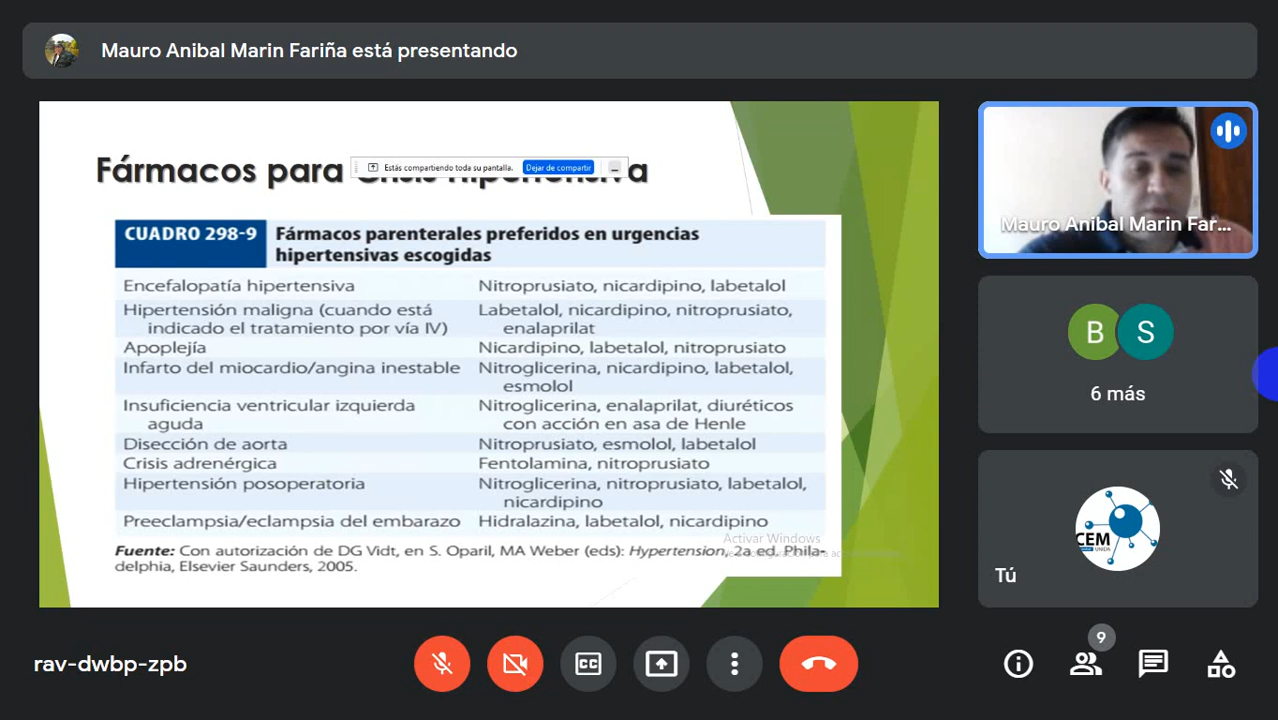 Mauro Anibal Marin Fariña está presentando
Fármacos para Crisis hipertensiva
Estás compartiendo toda su pantalla. Dejar de compartir
CUADRO 298-9 Fármacos parenterales preferidos en urgencias
hipertensivas escogidas
Encefalopatía hipertensiva Nitroprusiato, nicardipino, labetalol
Hipertensión maligna (cuando está Labetalol, nicardipino, nitroprusiato,
indicado el tratamiento por vía IV) enalaprilat
Apoplejía Nicardipino, labetalol, nitroprusiato
Infarto del miocardio/angina inestable Nitroglicerina, nicardipino, labetalol,
esmolol
Insuficiencia ventricular izquierda Nitroglicerina, enalaprilat, diuréticos
aguda con acción en asa de Henle
Disección de aorta Nitroprusiato, esmolol, labetalol
Crisis adrenérgica Fentolamina, nitroprusiato
Hipertensión posoperatoria Nitroglicerina, nitroprusiato, labetalol,
nicardipino
Preeclampsia/eclampsia del embarazo Hidralazina, labetalol, nicardipino
Activar Windows
Fuente: Con autorización de DG Vidt, en S. Oparil, MA Weber (eds): Hypertension, 2a ed. Phila-
delphia, Elsevier Saunders, 2005.
Mauro Anibal Marin Far...
B S
6 más
CEM
UNION
Tú
rav-dwbp-zpb
CC
9